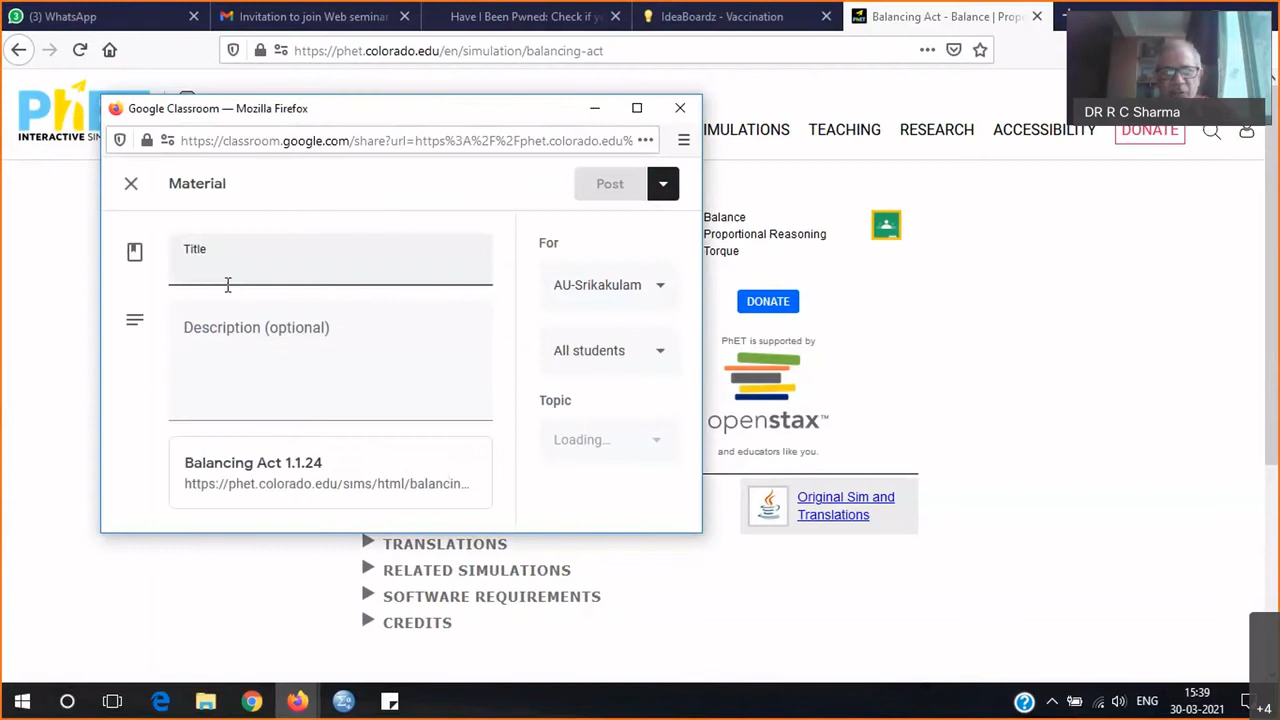 (3) WhatsApp
Invitation to join Web seminar
Have I Been Pwned: Check if y
IdeaBoardz - Vaccination
Balancing Act - Balance | Prop
https://phet.colorado.edu/en/simulation/balancing-act
DR R C Sharma
INTERACTIVE SIM
IMULATIONS
TEACHING
RESEARCH
ACCESSIBILITY
DONATE
Google Classroom — Mozilla Firefox
https://classroom.google.com/share?url=https%3A%2F%2Fphet.colorado.edu%
Material
Post
Title
Description (optional)
Balancing Act 1.1.24
https://phet.colorado.edu/sims/html/balancin...
For
AU-Srikakulam
All students
Topic
Loading...
Balance
Proportional Reasoning
Torque
DONATE
PhET is supported by
openstax™
and educators like you.
Original Sim and
Translations
TRANSLATIONS
RELATED SIMULATIONS
SOFTWARE REQUIREMENTS
CREDITS
ENG
15:39
30-03-2021
+4